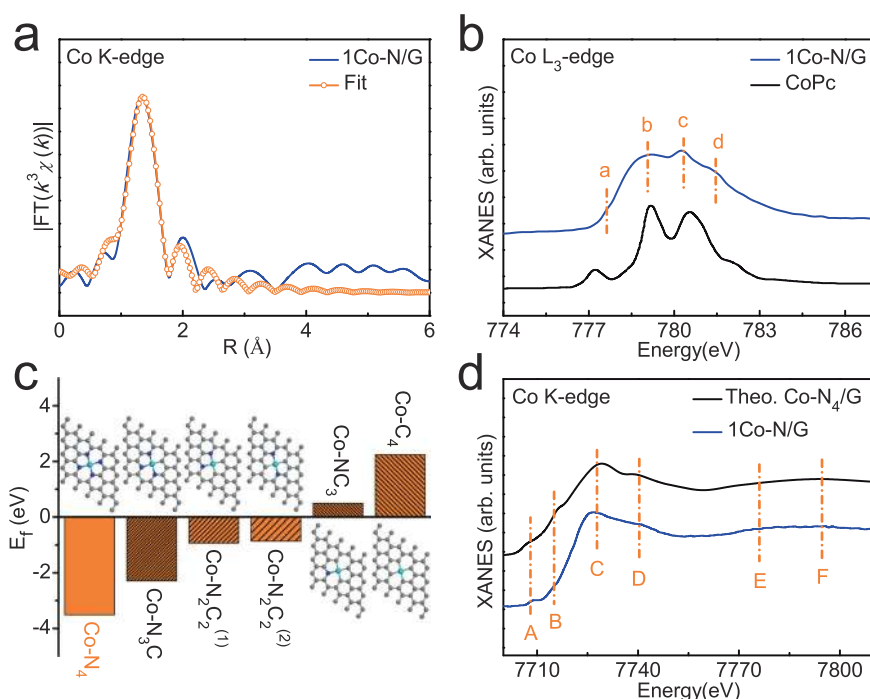 a
Co K-edge
1Co-N/G
Fit
|FT(k³χ(k))|
0 2 4 6
R (Å)
b
Co L₃-edge
1Co-N/G
CoPc
a
b
c
d
XANES (arb. units)
774 777 780 783 786
Energy(eV)
c
4
2
0
-2
-4
E_f (eV)
Co-N₄
Co-N₃C
Co-N₂C₂⁽¹⁾
Co-N₂C₂⁽²⁾
Co-NC₃
Co-C₄
d
Co K-edge
Theo. Co-N₄/G
1Co-N/G
A
B
C
D
E
F
XANES (arb. units)
7710 7740 7770 7800
Energy(eV)